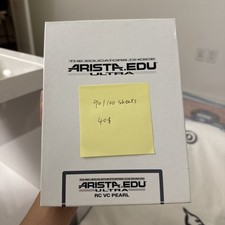 THE EDUCATOR'S CHOICE
ARISTA.EDU
ULTRA
90/100 sheets
40$
ARISTA.EDU
ULTRA
RC VC PEARL